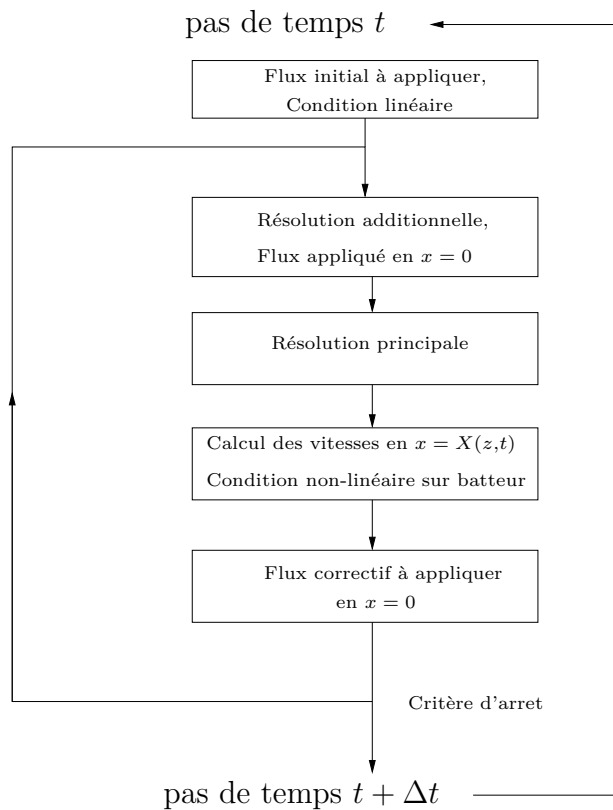 pas de temps t
Flux initial à appliquer,
Condition linéaire
Résolution additionnelle,
Flux appliqué en x = 0
Résolution principale
Calcul des vitesses en x = X(z,t)
Condition non-linéaire sur batteur
Flux correctif à appliquer
en x = 0
Critère d'arret
pas de temps t + Δt